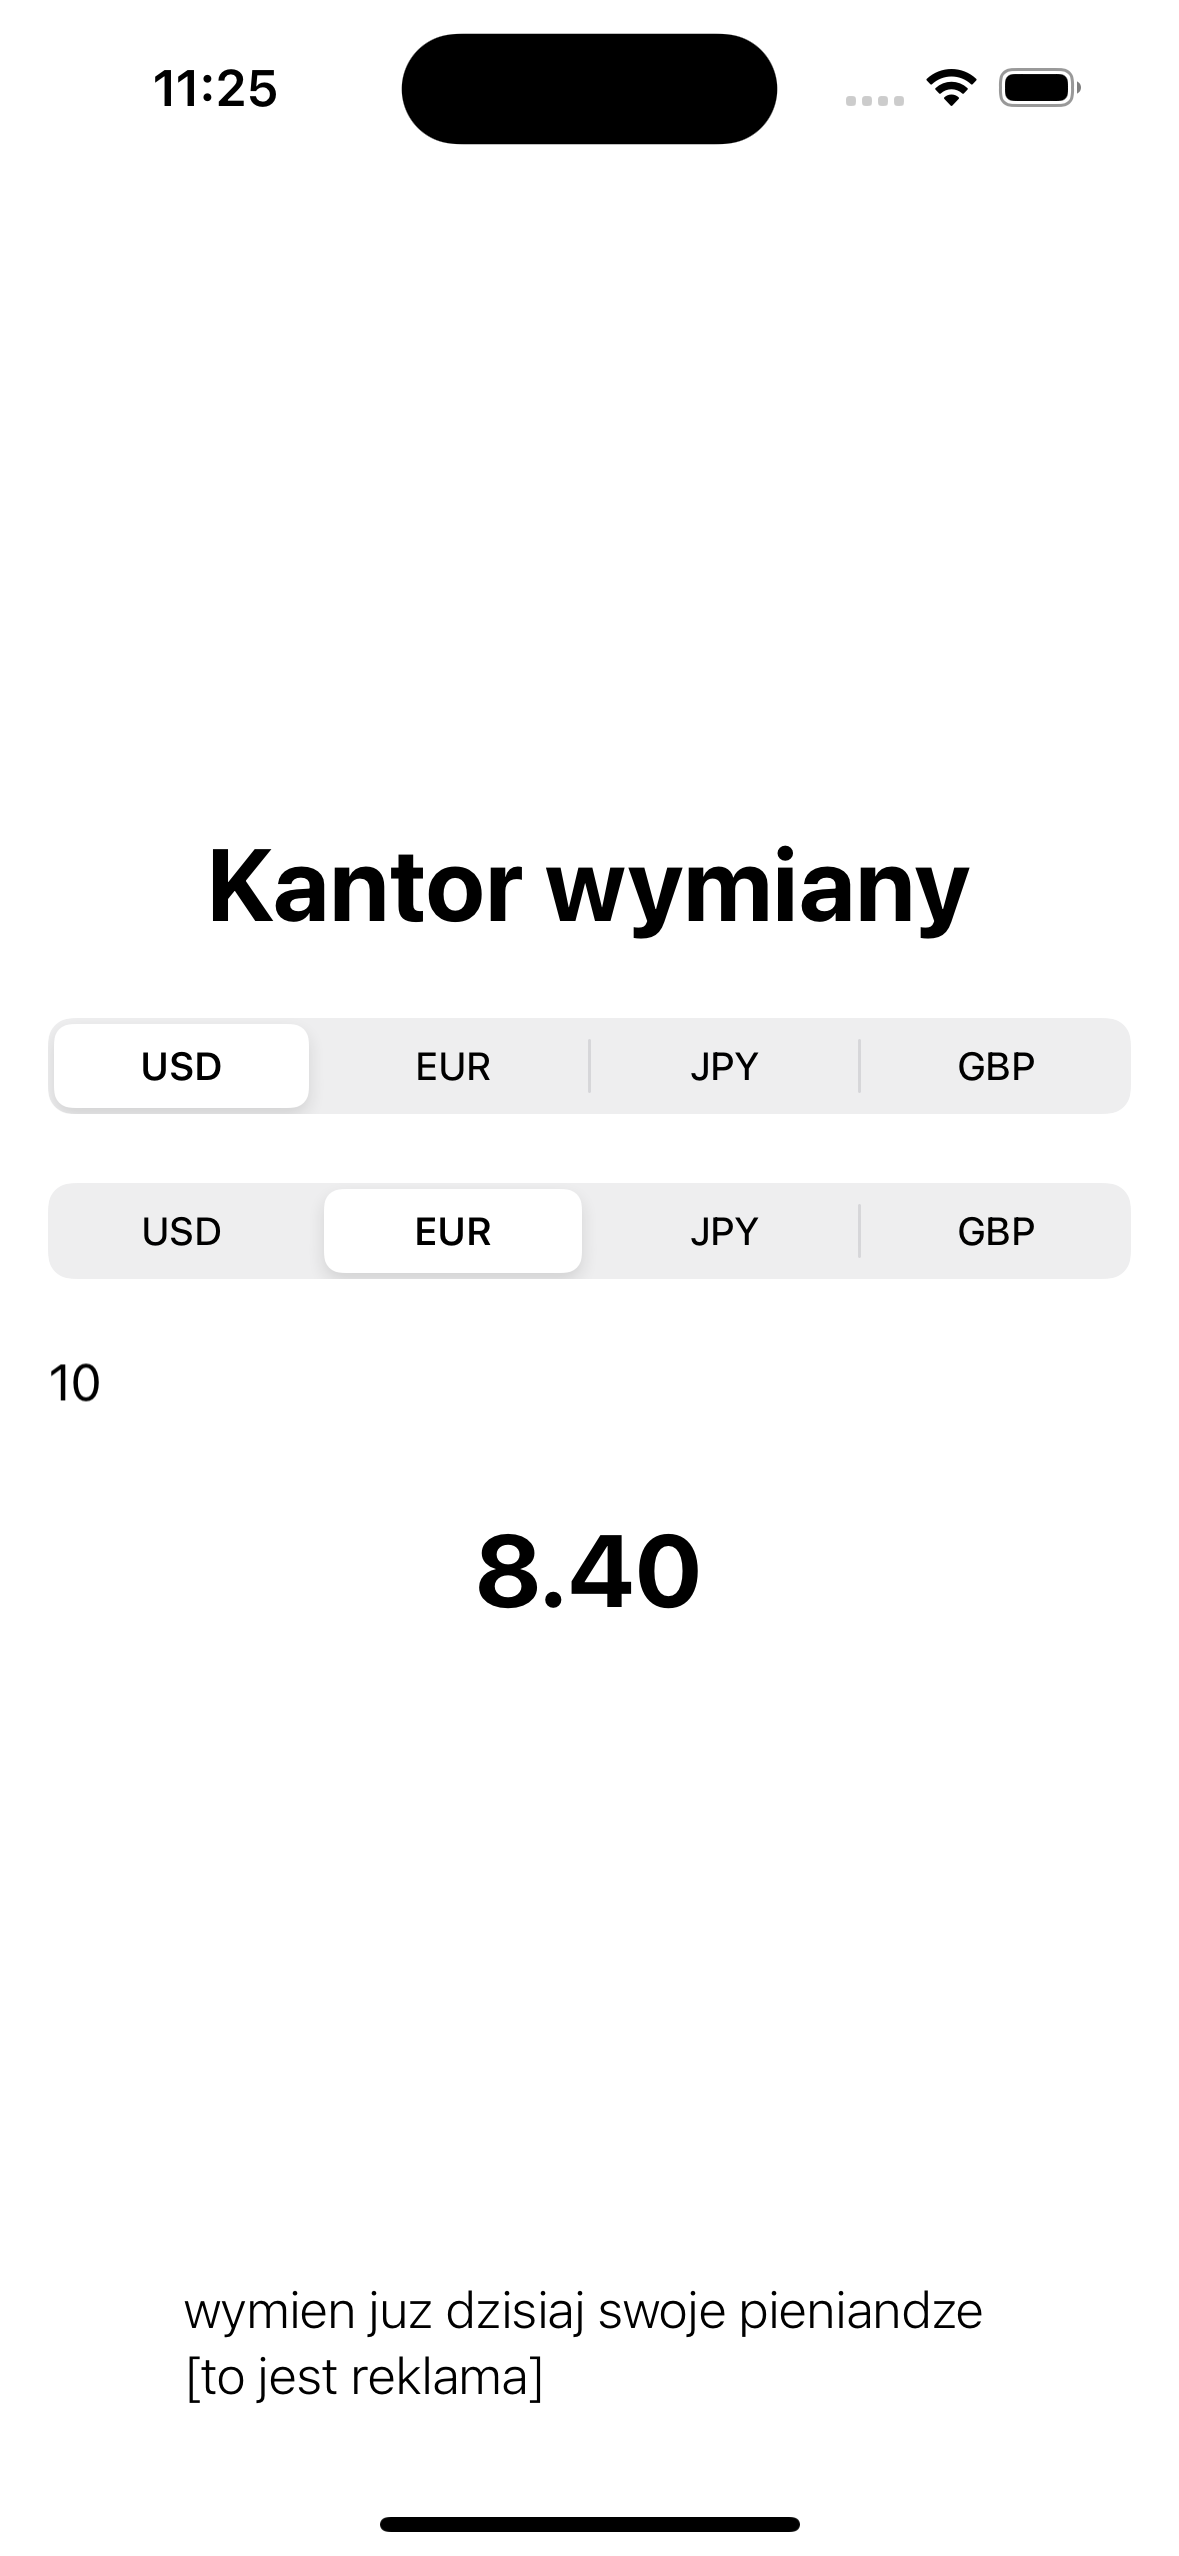 11:25
Kantor wymiany
USD EUR JPY GBP
USD EUR JPY GBP
10
8.40
wymien juz dzisiaj swoje pieniandze
[to jest reklama]